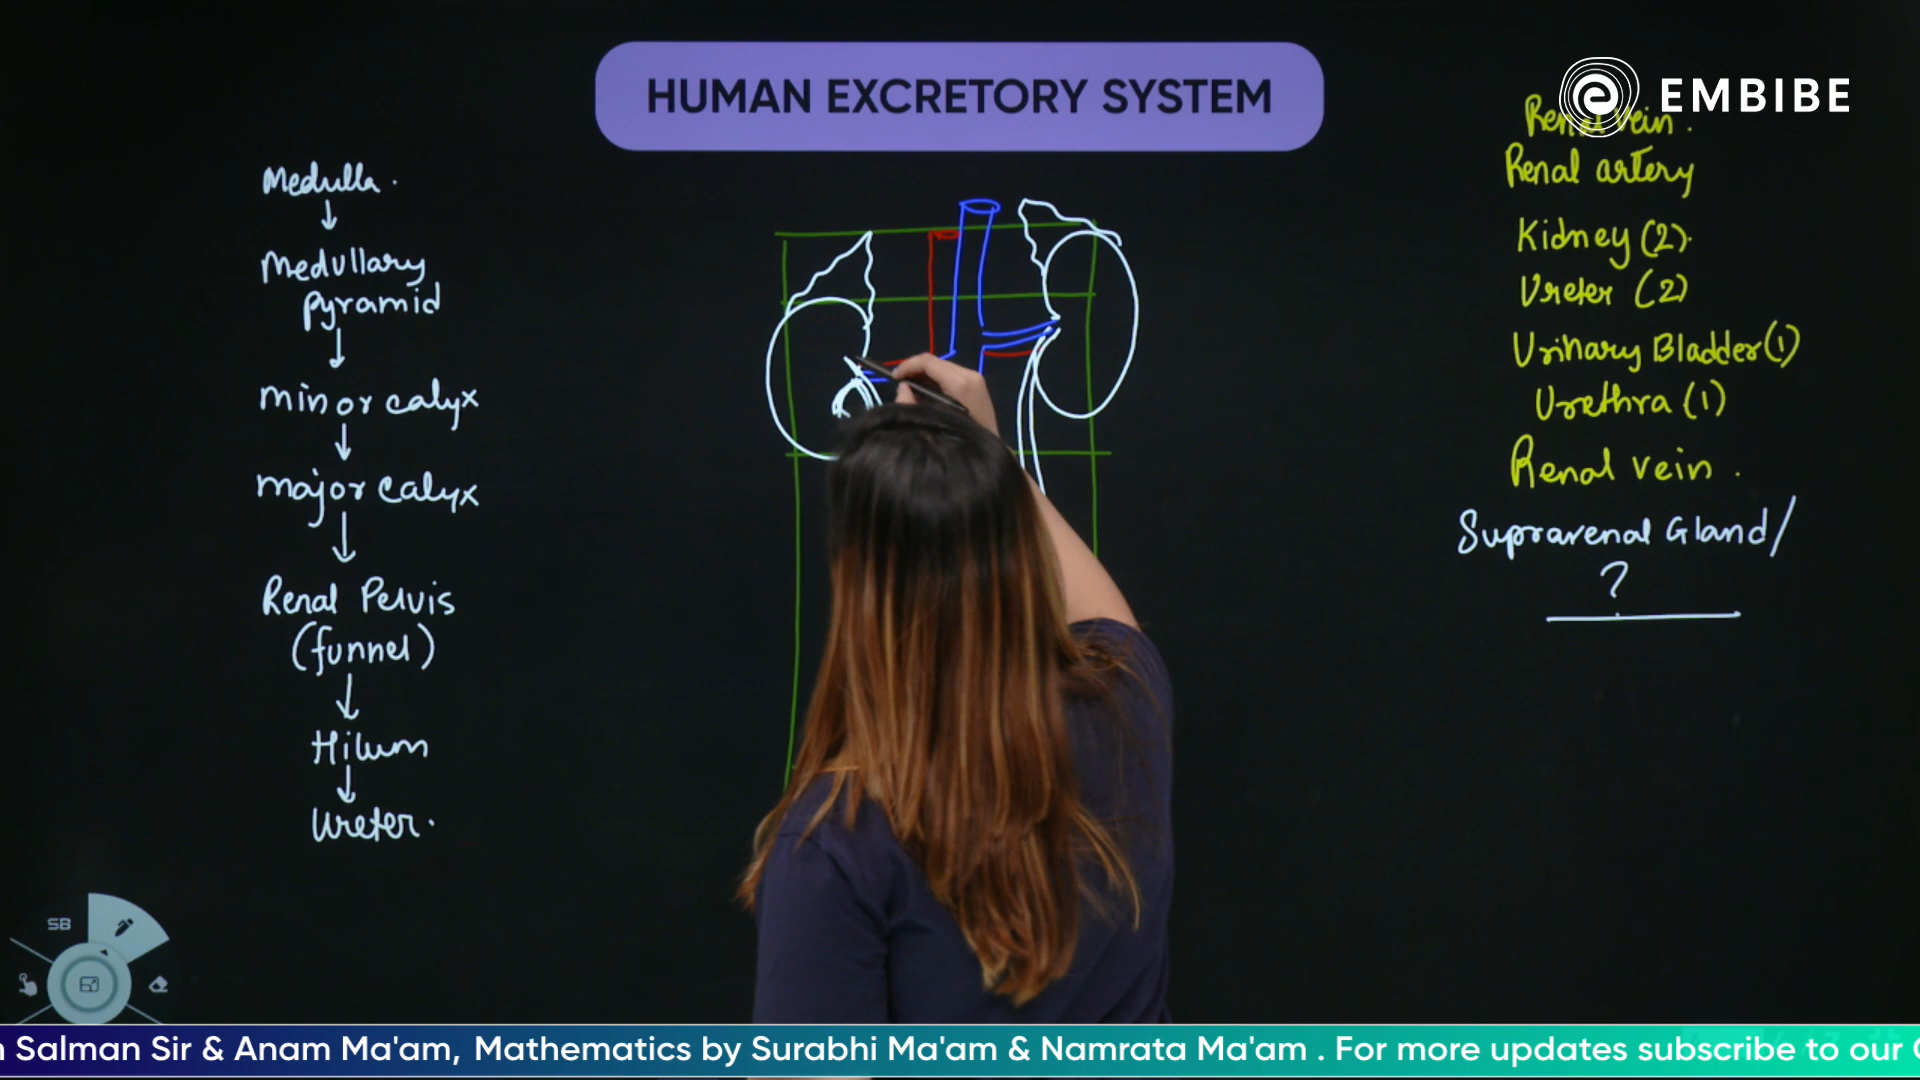 HUMAN EXCRETORY SYSTEM
EMBIBE
Medulla.
↓
Medullary
pyramid
↓
minor calyx
↓
major calyx
↓
Renal Pelvis
(funnel)
↓
Hilum
↓
Ureter.
Renal vein.
Renal artery
Kidney (2).
Ureter (2)
Urinary Bladder (1)
Urethra (1)
Renal vein.
Suprarenal Gland/
?
SB
Salman Sir & Anam Ma'am, Mathematics by Surabhi Ma'am & Namrata Ma'am . For more updates subscribe to our